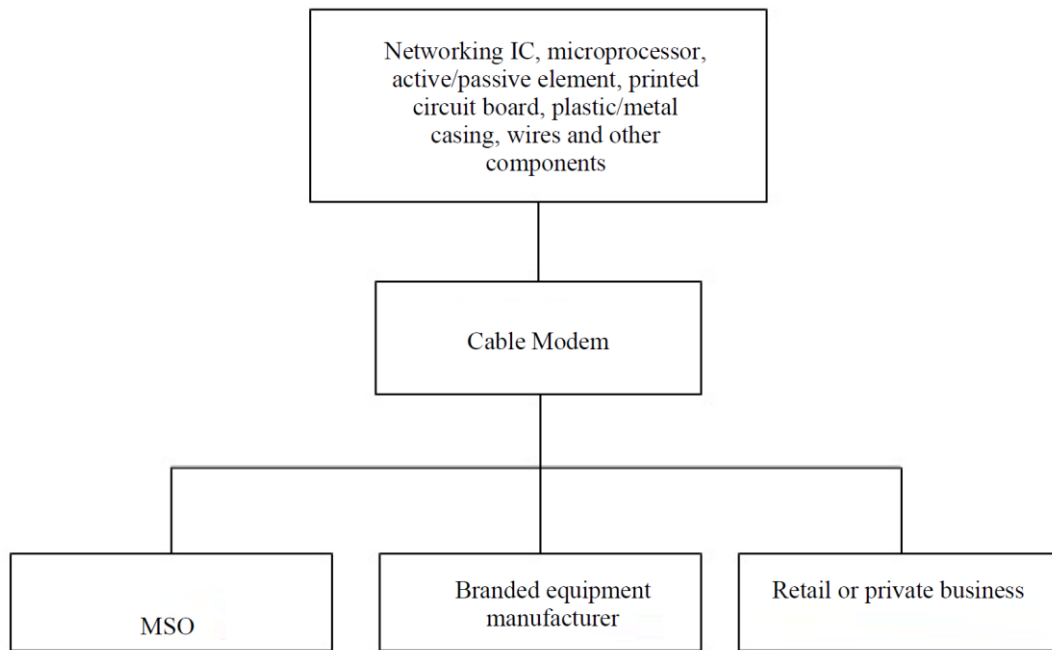 Networking IC, microprocessor,
active/passive element, printed
circuit board, plastic/metal
casing, wires and other
components
Cable Modem
MSO
Branded equipment
manufacturer
Retail or private business